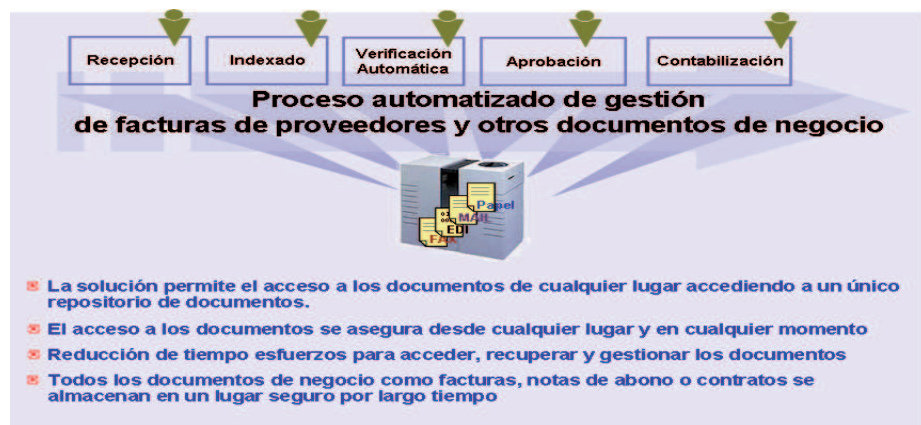 Recepción
Indexado
Verificación
Automática
Aprobación
Contabilización
Proceso automatizado de gestión
de facturas de proveedores y otros documentos de negocio
Papel
MAIL
EDI
FAX
La solución permite el acceso a los documentos de cualquier lugar accediendo a un único
repositorio de documentos.
El acceso a los documentos se asegura desde cualquier lugar y en cualquier momento
Reducción de tiempo esfuerzos para acceder, recuperar y gestionar los documentos
Todos los documentos de negocio como facturas, notas de abono o contratos se
almacenan en un lugar seguro por largo tiempo